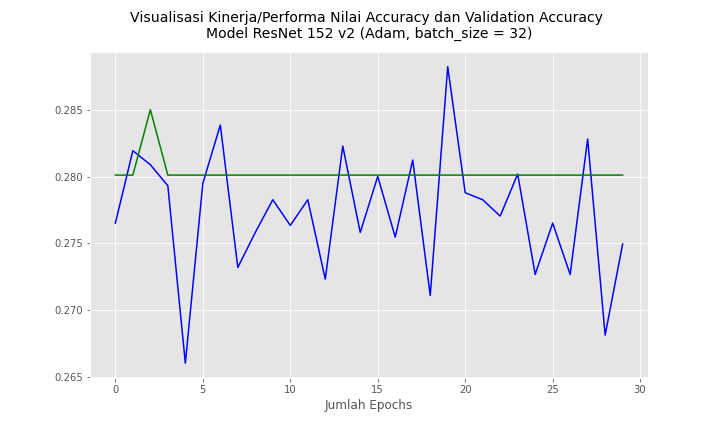 Visualisasi Kinerja/Performa Nilai Accuracy dan Validation Accuracy
Model ResNet 152 v2 (Adam, batch_size = 32)
0.285
0.280
0.275
0.270
0.265
0 5 10 15 20 25 30
Jumlah Epochs